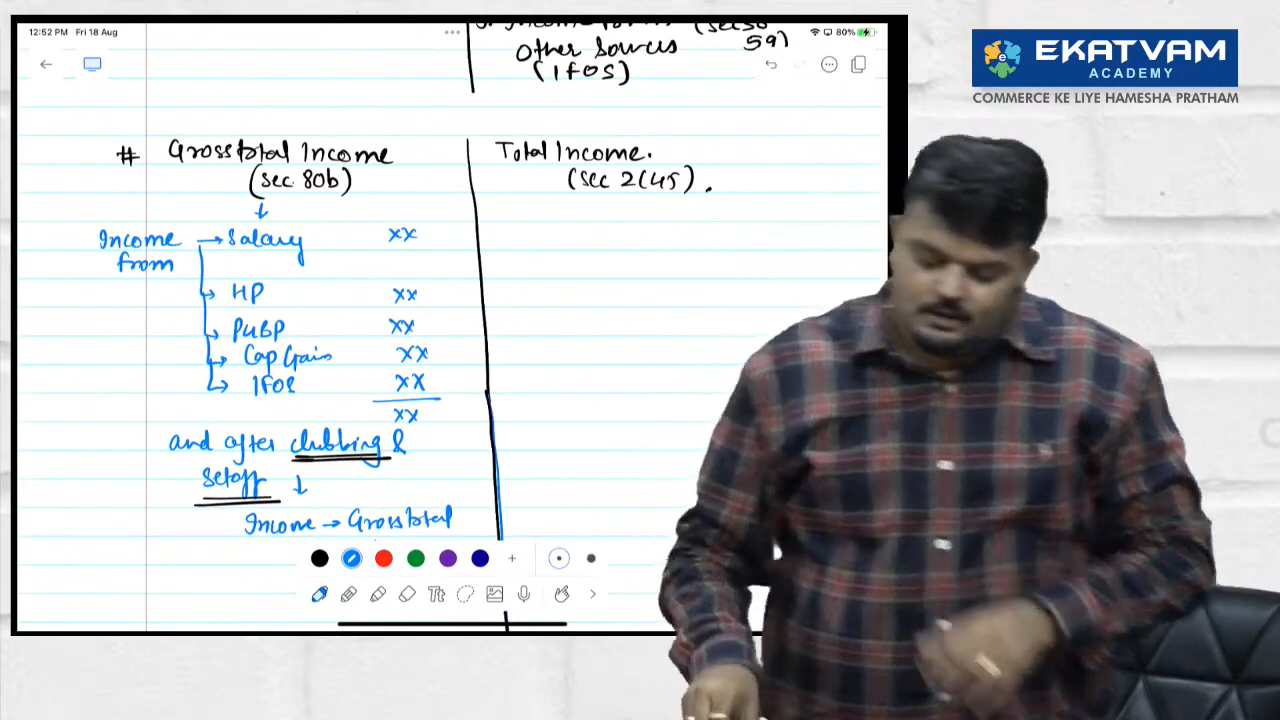 12:52 PM Fri 18 Aug
80%
Other Sources
59)
(IFOS)
EKATVAM
ACADEMY
COMMERCE KE LIYE HAMESHA PRATHAM
# Gross total Income
(sec 80b)
Total Income.
(sec 2(45).
Income from → Salary xx
→ HP xx
→ PGBP xx
→ Cap Gain xx
→ IFOS xx
xx
and after clubbing &
setoff ↓
Income → Gross total